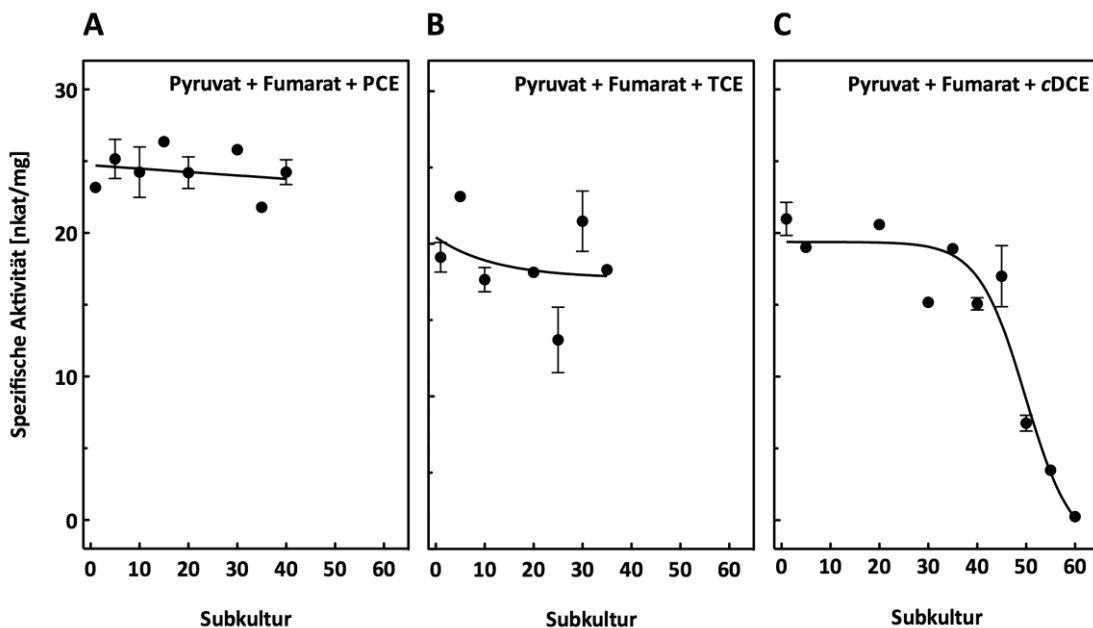 A
B
C
Pyruvat + Fumarat + PCE
Pyruvat + Fumarat + TCE
Pyruvat + Fumarat + cDCE
Spezifische Aktivität [nkat/mg]
30
20
10
0
0 10 20 30 40 50 60
0 10 20 30 40 50 60
0 10 20 30 40 50 60
Subkultur
Subkultur
Subkultur